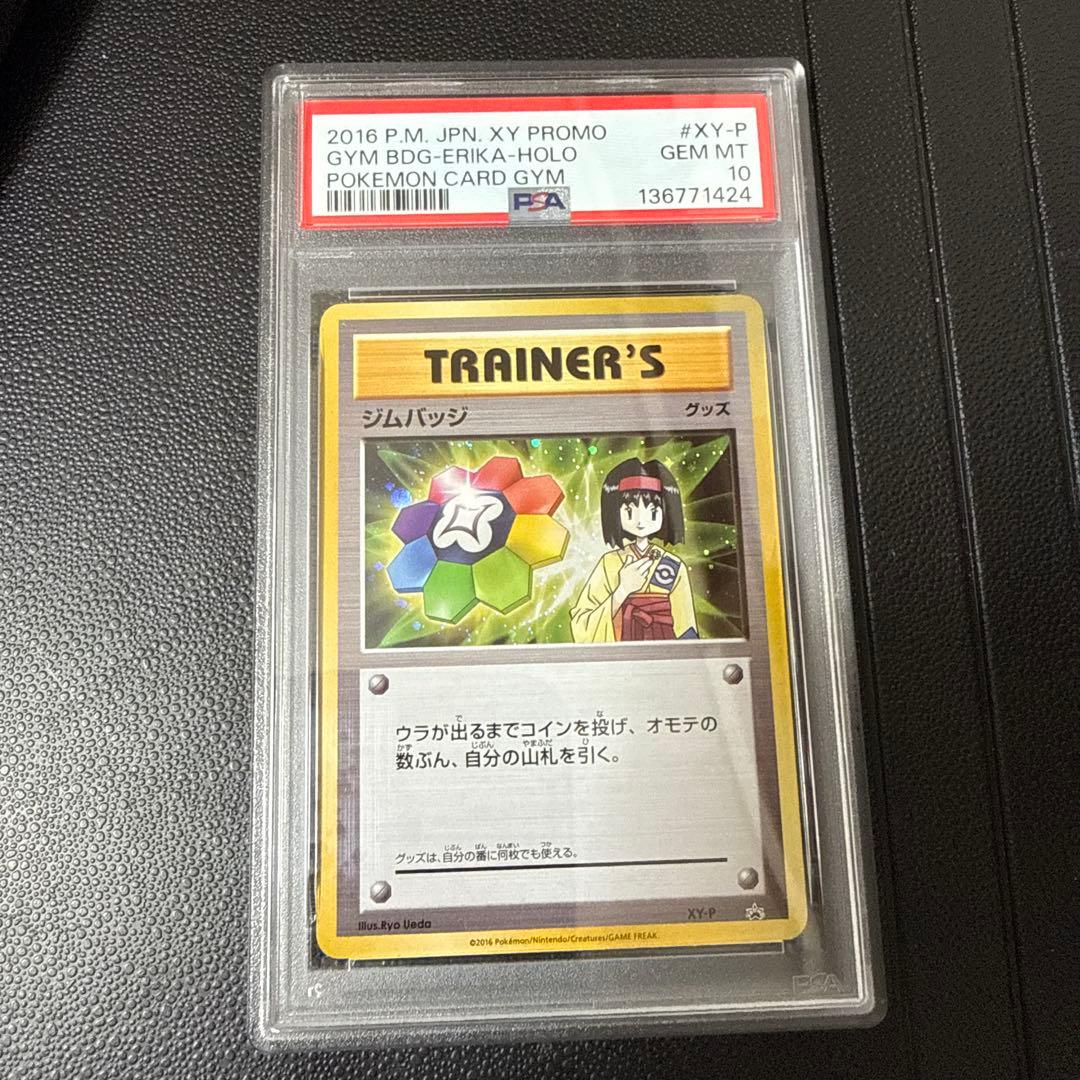 2016 P.M. JPN. XY PROMO #XY-P
GYM BDG-ERIKA-HOLO GEM MT
POKEMON CARD GYM 10
PSA 136771424
TRAINER'S
ジムバッジ グッズ
ウラが出るまでコインを投げ、オモテの
数ぶん、自分の山札を引く。
グッズは、自分の番に何枚でも使える。
Illus.Ryo Ueda XY-P
©2016 Pokémon/Nintendo/Creatures/GAME FREAK.
PSA